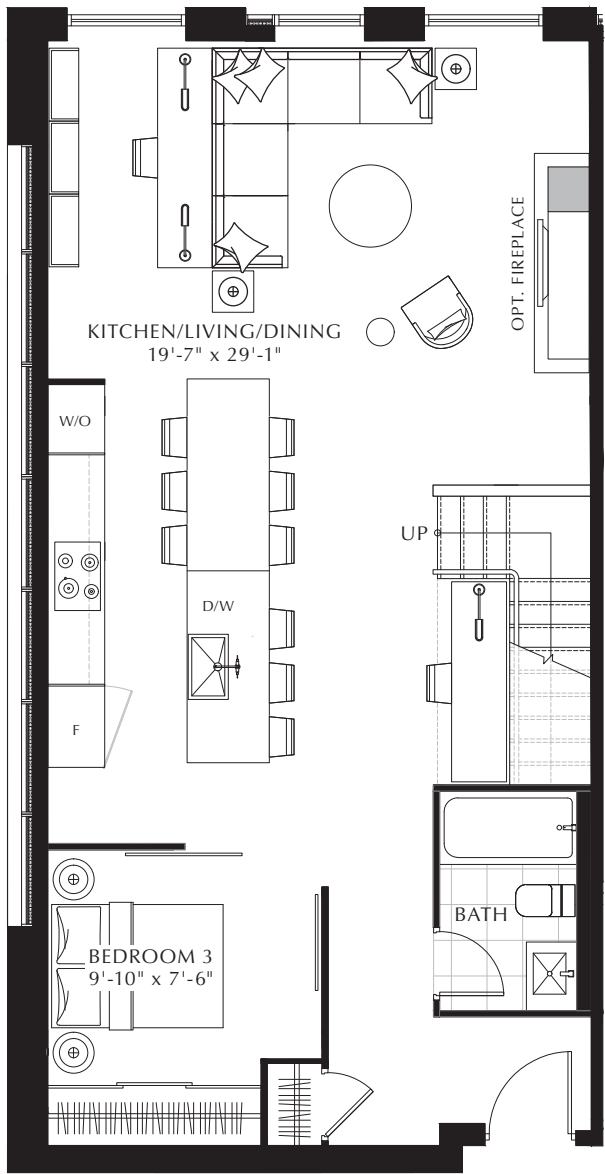 OPT. FIREPLACE
KITCHEN/LIVING/DINING
19'-7" x 29'-1"
W/O
UP
D/W
F
BATH
BEDROOM 3
9'-10" x 7'-6"